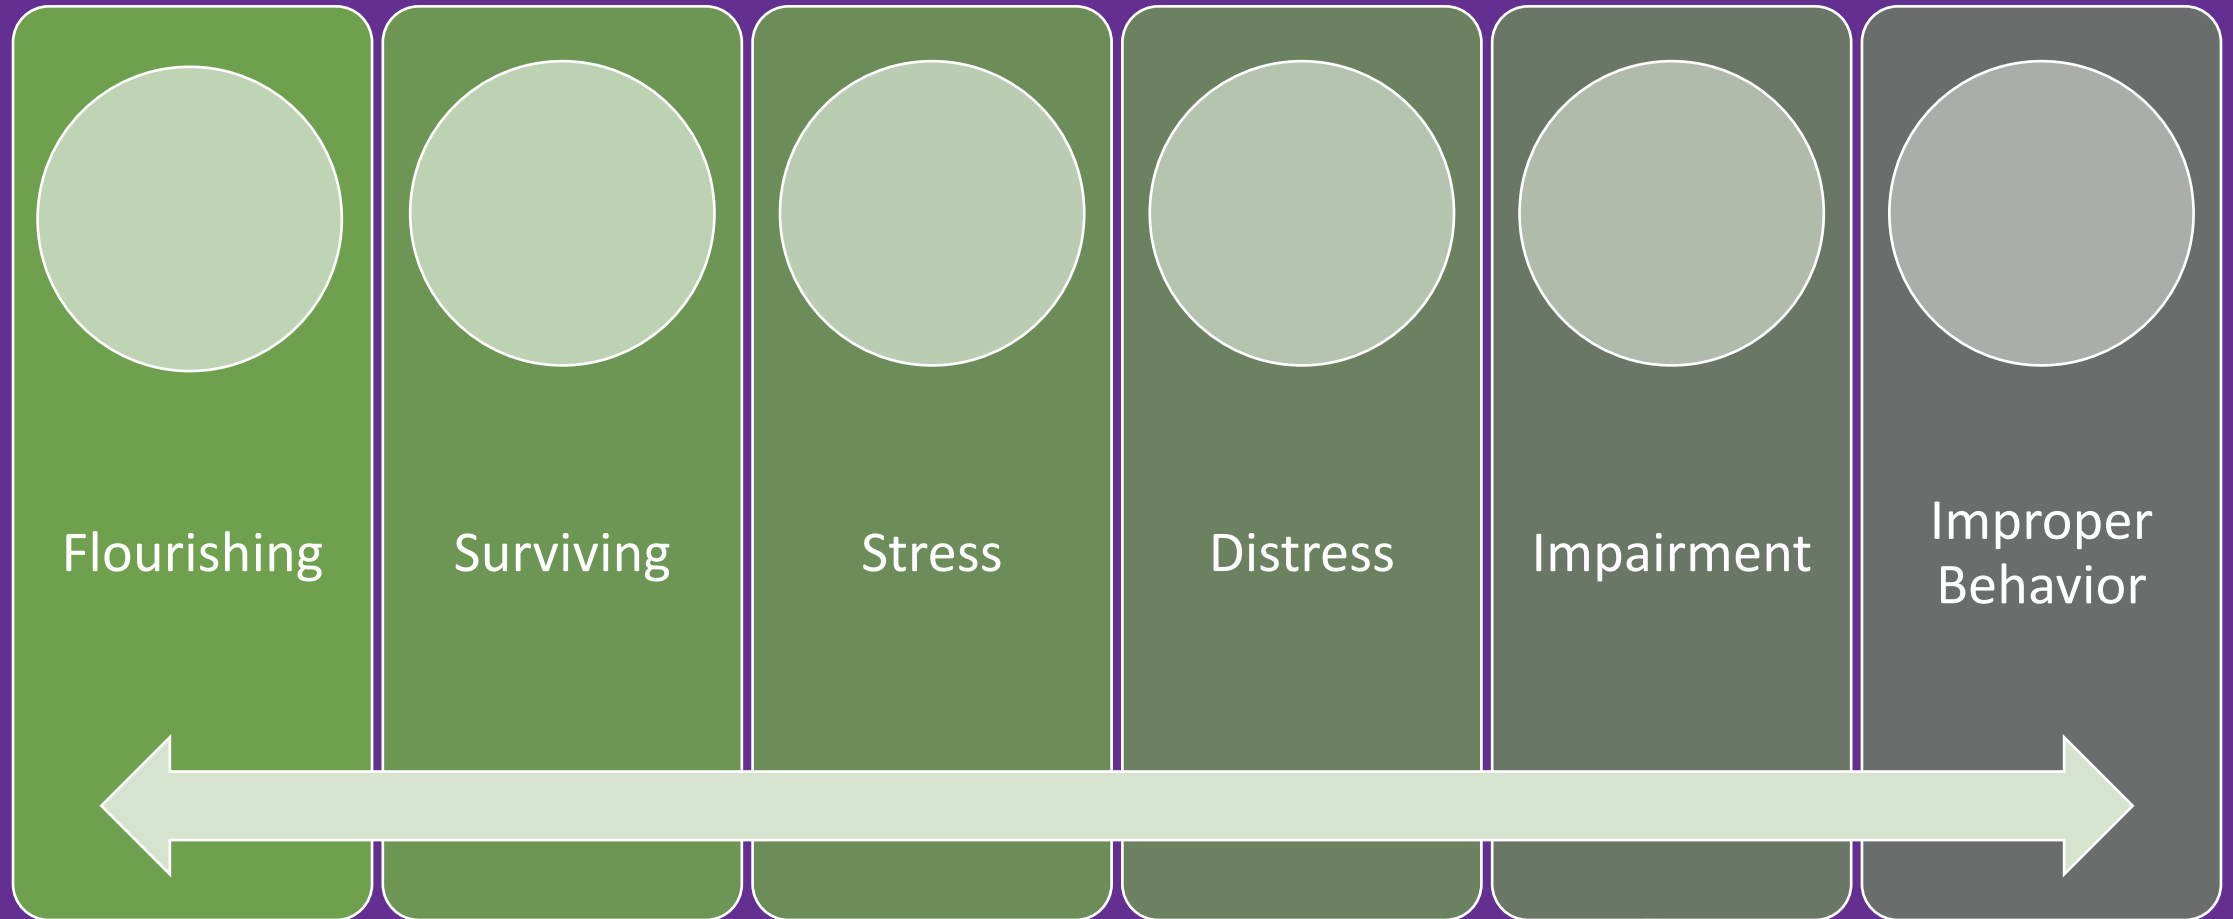 Flourishing
Surviving
Stress
Distress
Impairment
Improper
Behavior